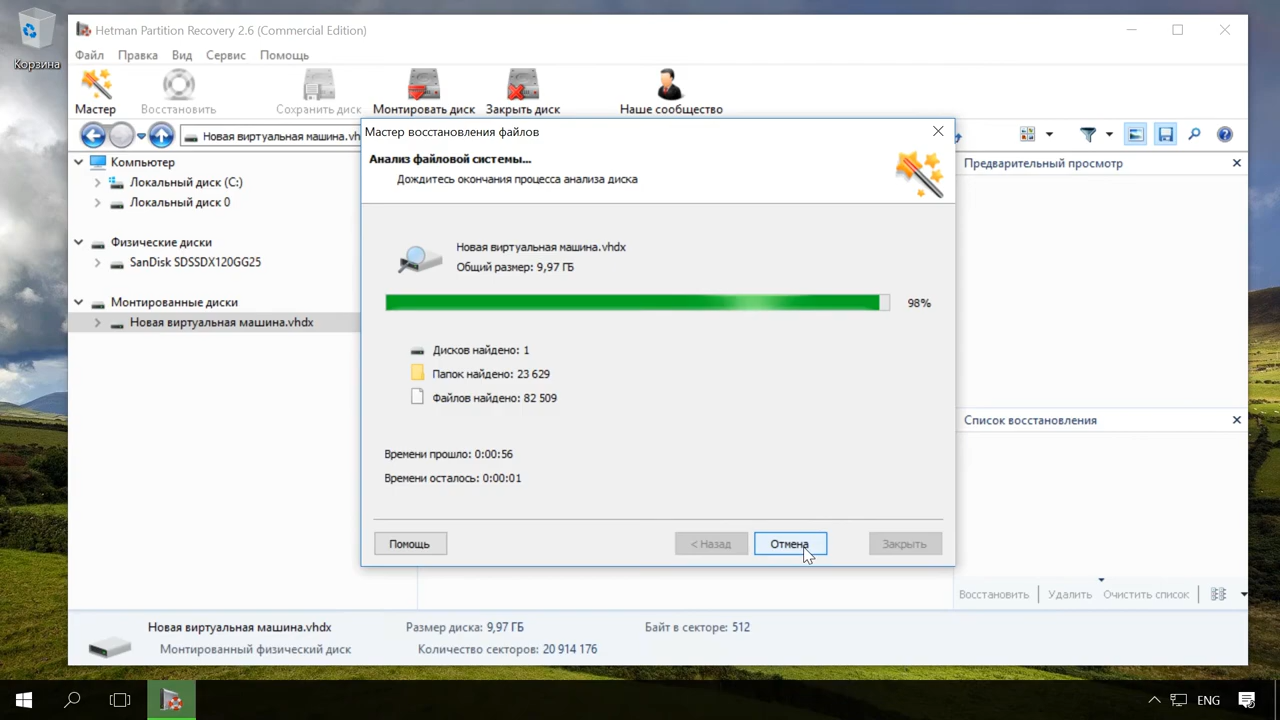 Корзина
Hetman Partition Recovery 2.6 (Commercial Edition)
Файл Правка Вид Сервис Помощь
Мастер Восстановить Сохранить диск Монтировать диск Закрыть диск Наше сообщество
Новая виртуальная машина.vh
Компьютер
Локальный диск (C:)
Локальный диск 0
Физические диски
SanDisk SDSSDX120GG25
Монтированные диски
Новая виртуальная машина.vhdx
Мастер восстановления файлов
Анализ файловой системы...
Дождитесь окончания процесса анализа диска
Новая виртуальная машина.vhdx
Общий размер: 9,97 ГБ
98%
Дисков найдено: 1
Папок найдено: 23 629
Файлов найдено: 82 509
Времени прошло: 0:00:56
Времени осталось: 0:00:01
Помощь < Назад Отмена Закрыть
Предварительный просмотр
Список восстановления
Восстановить Удалить Очистить список
Новая виртуальная машина.vhdx Размер диска: 9,97 ГБ Байт в секторе: 512
Монтированный физический диск Количество секторов: 20 914 176
ENG